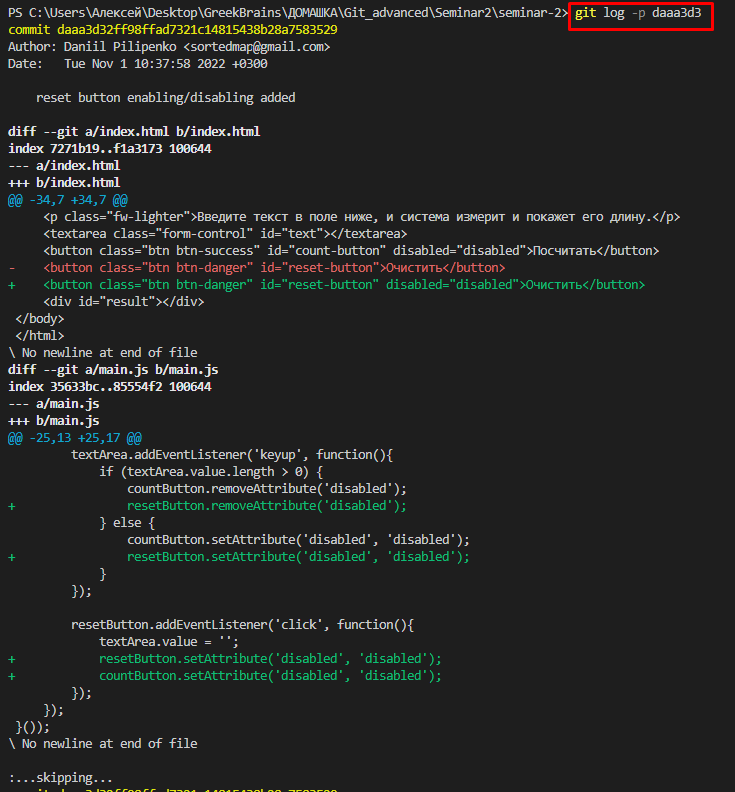 PS C:\Users\Алексей\Desktop\GreekBrains\ДОМАШКА\Git_advanced\Seminar2\seminar-2> git log -p daaa3d3
commit daaa3d32ff98ffad7321c14815438b28a7583529
Author: Daniil Pilipenko <sortedmap@gmail.com>
Date:   Tue Nov 1 10:37:58 2022 +0300

    reset button enabling/disabling added

diff --git a/index.html b/index.html
index 7271b19..f1a3173 100644
--- a/index.html
+++ b/index.html
@@ -34,7 +34,7 @@
     <p class="fw-lighter">Введите текст в поле ниже, и система измерит и покажет его длину.</p>
     <textarea class="form-control" id="text"></textarea>
     <button class="btn btn-success" id="count-button" disabled="disabled">Посчитать</button>
-    <button class="btn btn-danger" id="reset-button">Очистить</button>
+    <button class="btn btn-danger" id="reset-button" disabled="disabled">Очистить</button>
     <div id="result"></div>
 </body>
 </html>
\ No newline at end of file
diff --git a/main.js b/main.js
index 35633bc..85554f2 100644
--- a/main.js
+++ b/main.js
@@ -25,13 +25,17 @@
         textArea.addEventListener('keyup', function(){
             if (textArea.value.length > 0) {
                 countButton.removeAttribute('disabled');
+                resetButton.removeAttribute('disabled');
             } else {
                 countButton.setAttribute('disabled', 'disabled');
+                resetButton.setAttribute('disabled', 'disabled');
             }
         });

         resetButton.addEventListener('click', function(){
             textArea.value = '';
+            resetButton.setAttribute('disabled', 'disabled');
+            countButton.setAttribute('disabled', 'disabled');
         });
     });
 }());
\ No newline at end of file

:...skipping...